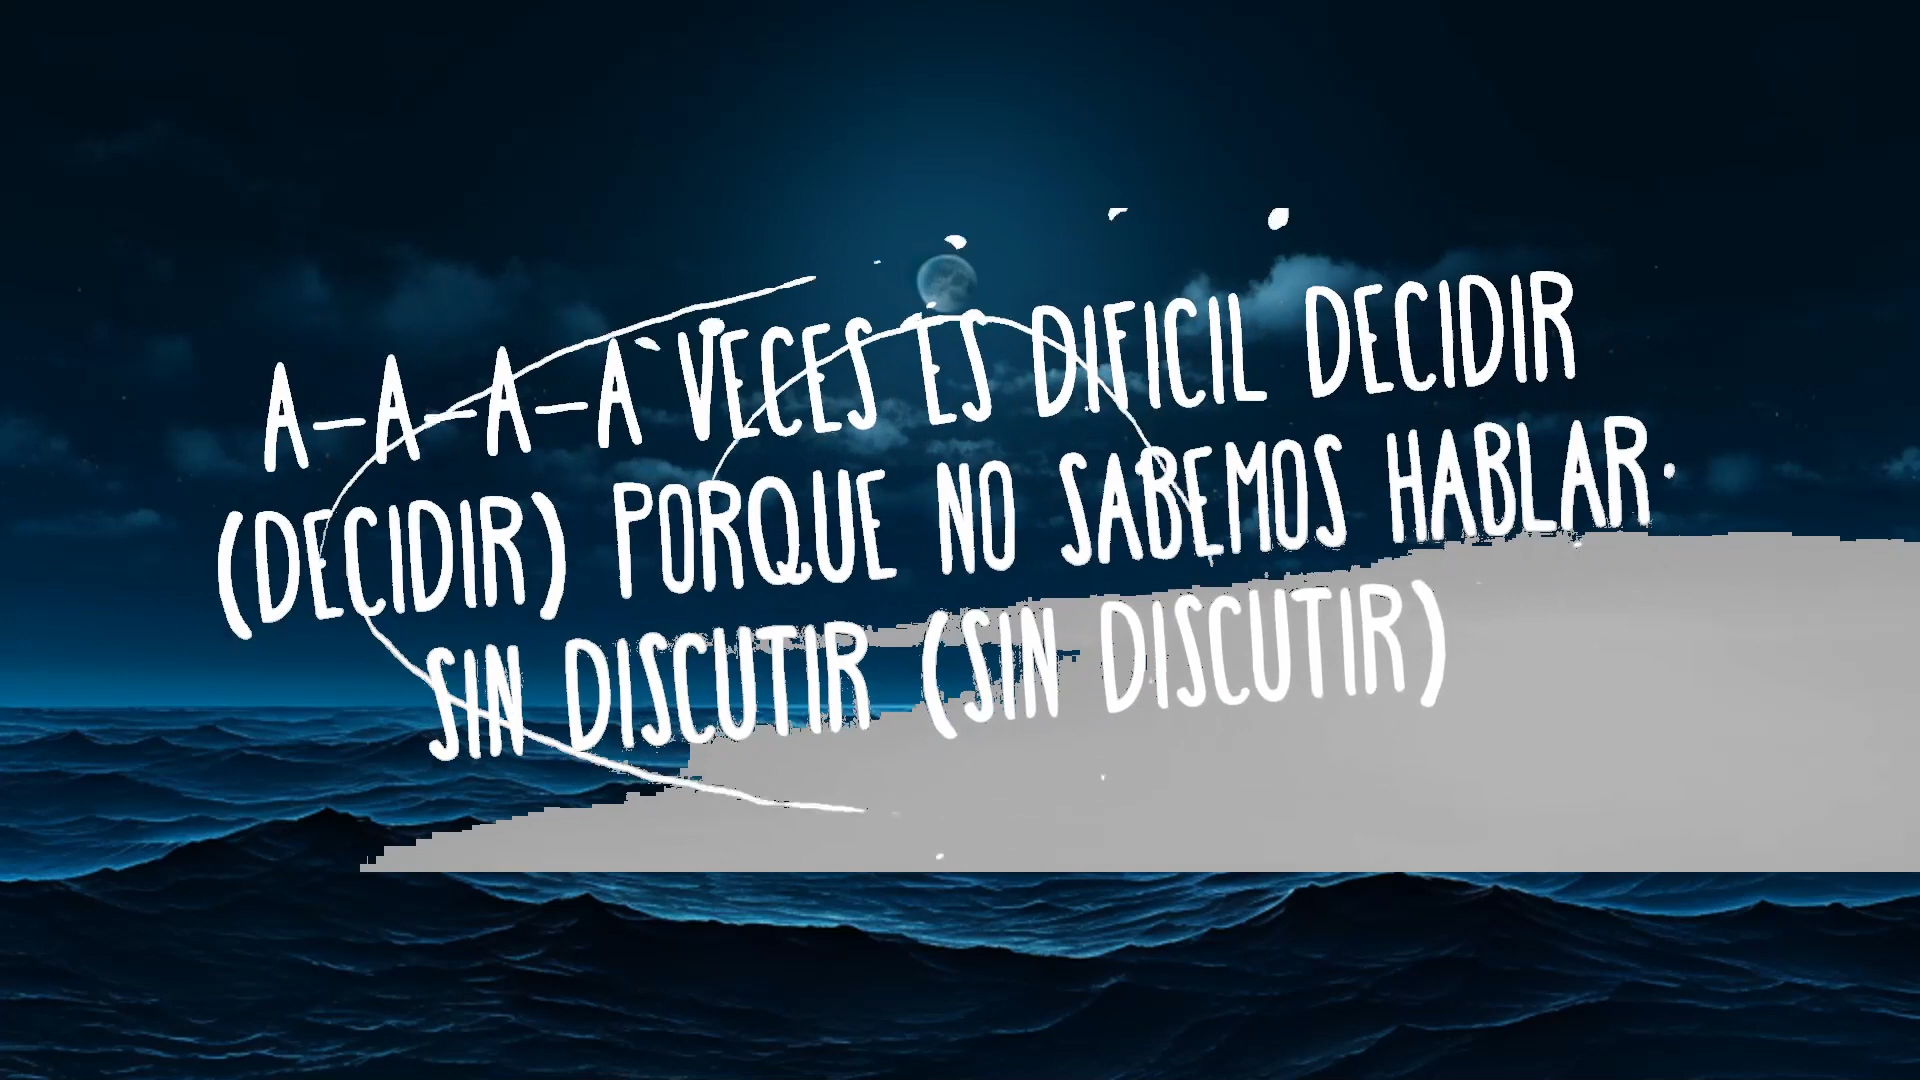 A-A-A-A VECES ES DIFICIL DECIDIR
(DECIDIR) PORQUE NO SABEMOS HABLAR.
SIN DISCUTIR (SIN DISCUTIR)